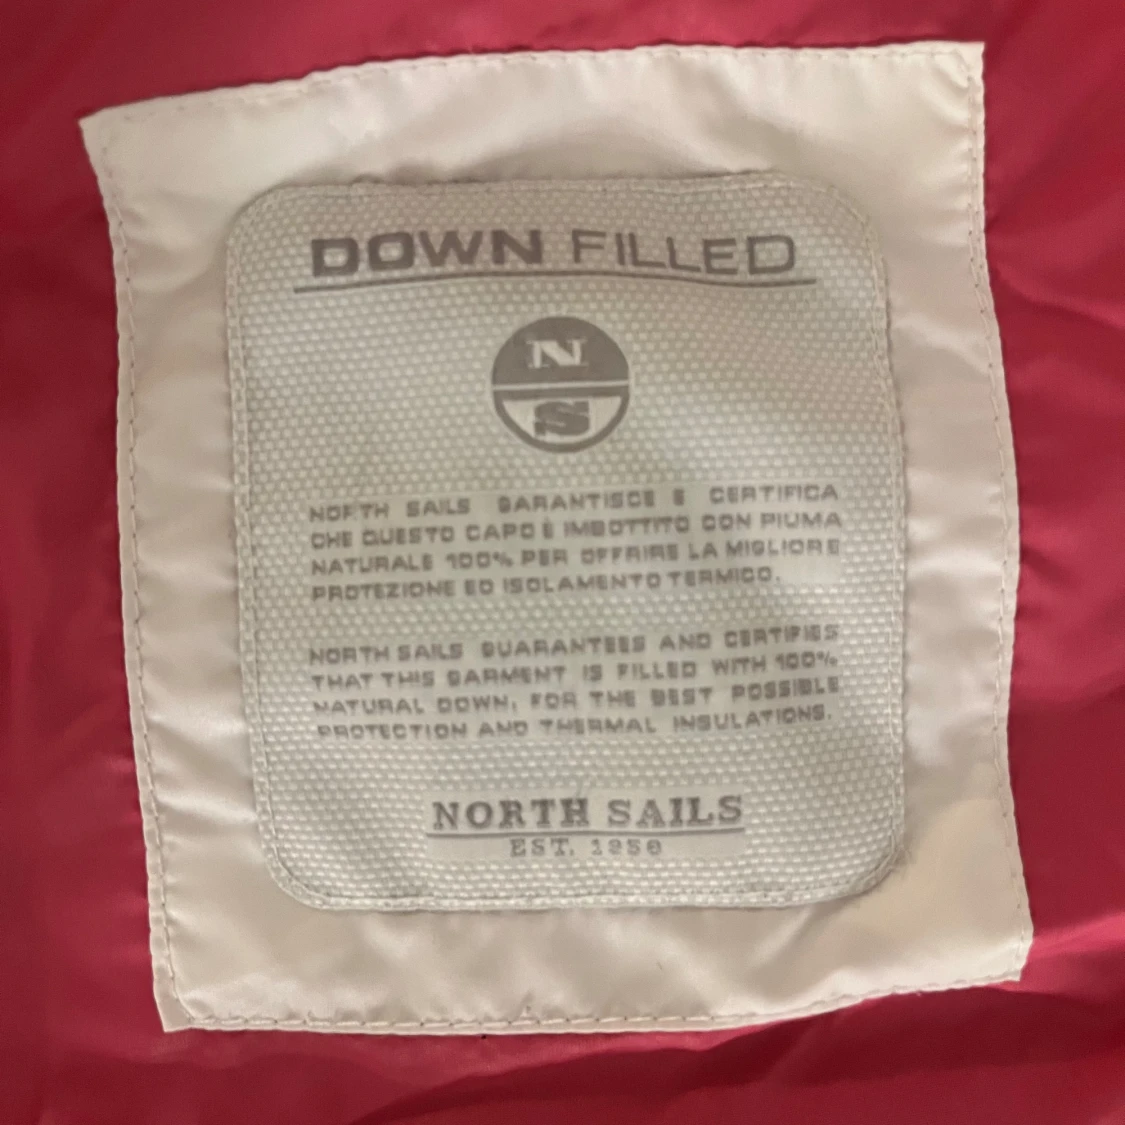 DOWN FILLED
N
S
NORTH SAILS GARANTISCE E CERTIFICA
CHE QUESTO CAPO È IMBOTTITO CON PIUMA
NATURALE 100% PER OFFRIRE LA MIGLIORE
PROTEZIONE ED ISOLAMENTO TERMICO.
NORTH SAILS GUARANTEES AND CERTIFIES
THAT THIS GARMENT IS FILLED WITH 100%
NATURAL DOWN, FOR THE BEST POSSIBLE
PROTECTION AND THERMAL INSULATIONS.
NORTH SAILS
EST.